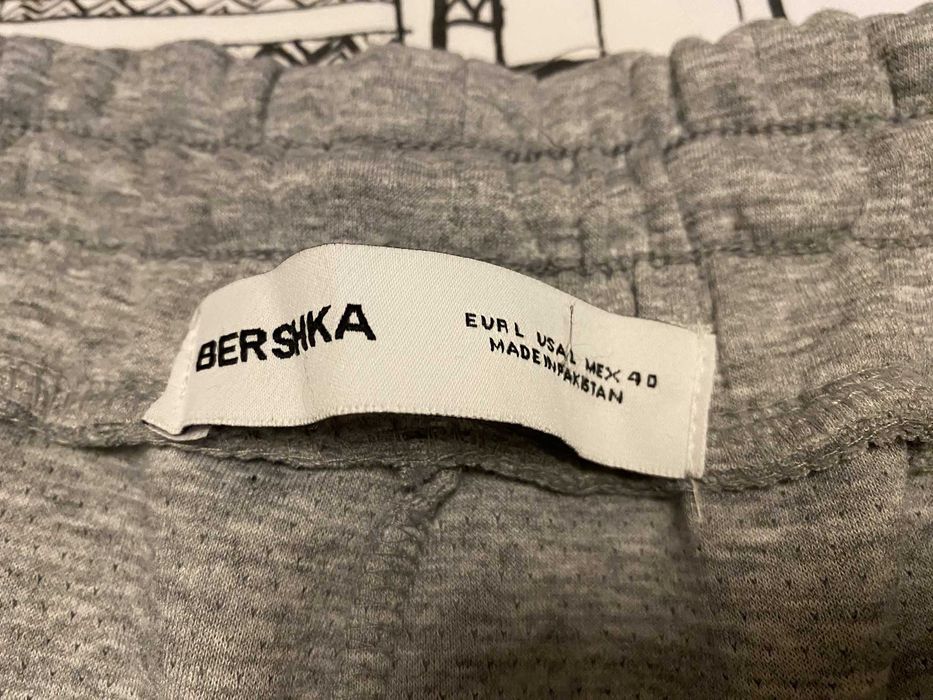 BERSHKA
EUR L USA L MEX 40
MADE IN PAKISTAN